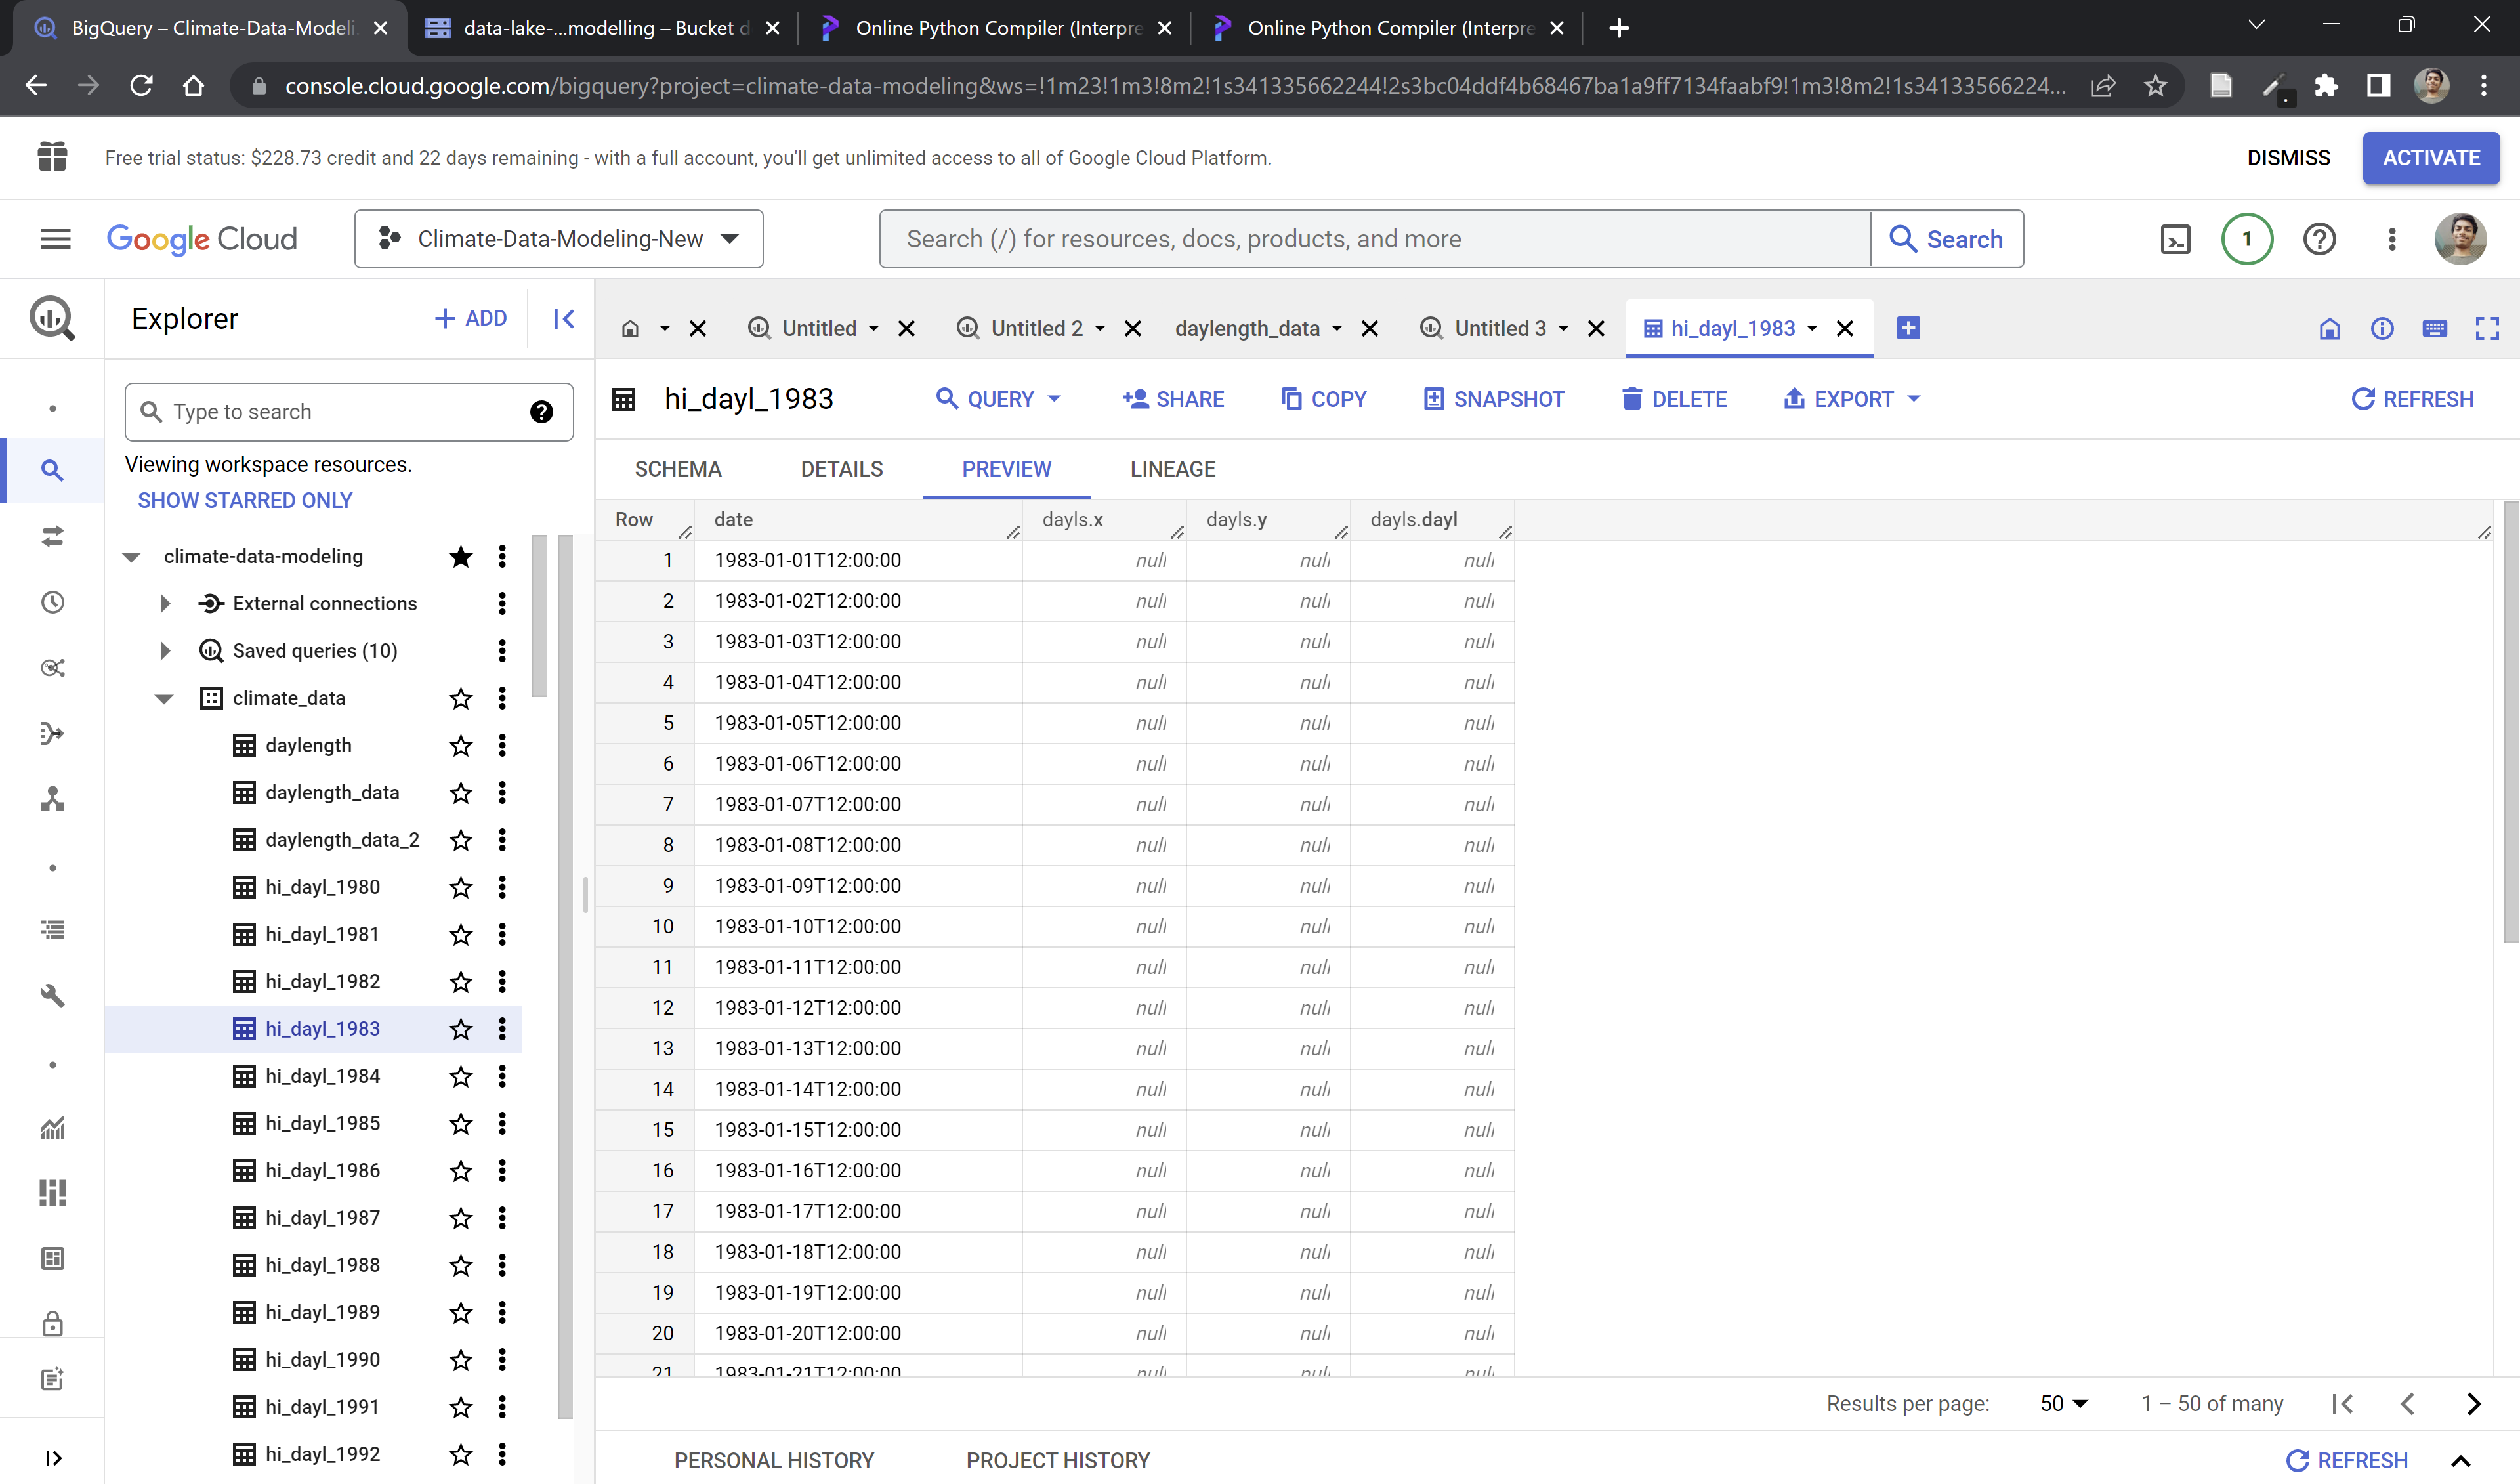 BigQuery – Climate-Data-Modeli
data-lake-...modelling – Bucket d
Online Python Compiler (Interpre
Online Python Compiler (Interpre
console.cloud.google.com/bigquery?project=climate-data-modeling&ws=!1m23!1m3!8m2!1s341335662244!2s3bc04ddf4b68467ba1a9ff7134faabf9!1m3!8m2!1s34133566224...
Free trial status: $228.73 credit and 22 days remaining - with a full account, you'll get unlimited access to all of Google Cloud Platform.
DISMISS
ACTIVATE
Google Cloud
Climate-Data-Modeling-New
Search (/) for resources, docs, products, and more
Search
1
Explorer
+ ADD
Untitled
Untitled 2
daylength_data
Untitled 3
hi_dayl_1983
Type to search
Viewing workspace resources.
SHOW STARRED ONLY
climate-data-modeling
External connections
Saved queries (10)
climate_data
daylength
daylength_data
daylength_data_2
hi_dayl_1980
hi_dayl_1981
hi_dayl_1982
hi_dayl_1983
hi_dayl_1984
hi_dayl_1985
hi_dayl_1986
hi_dayl_1987
hi_dayl_1988
hi_dayl_1989
hi_dayl_1990
hi_dayl_1991
hi_dayl_1992
hi_dayl_1983
QUERY
SHARE
COPY
SNAPSHOT
DELETE
EXPORT
REFRESH
SCHEMA
DETAILS
PREVIEW
LINEAGE
Row date dayls.x dayls.y dayls.dayl
1 1983-01-01T12:00:00 null null null
2 1983-01-02T12:00:00 null null null
3 1983-01-03T12:00:00 null null null
4 1983-01-04T12:00:00 null null null
5 1983-01-05T12:00:00 null null null
6 1983-01-06T12:00:00 null null null
7 1983-01-07T12:00:00 null null null
8 1983-01-08T12:00:00 null null null
9 1983-01-09T12:00:00 null null null
10 1983-01-10T12:00:00 null null null
11 1983-01-11T12:00:00 null null null
12 1983-01-12T12:00:00 null null null
13 1983-01-13T12:00:00 null null null
14 1983-01-14T12:00:00 null null null
15 1983-01-15T12:00:00 null null null
16 1983-01-16T12:00:00 null null null
17 1983-01-17T12:00:00 null null null
18 1983-01-18T12:00:00 null null null
19 1983-01-19T12:00:00 null null null
20 1983-01-20T12:00:00 null null null
21 1983-01-21T12:00:00 null null null
Results per page:
50
1 – 50 of many
PERSONAL HISTORY
PROJECT HISTORY
REFRESH